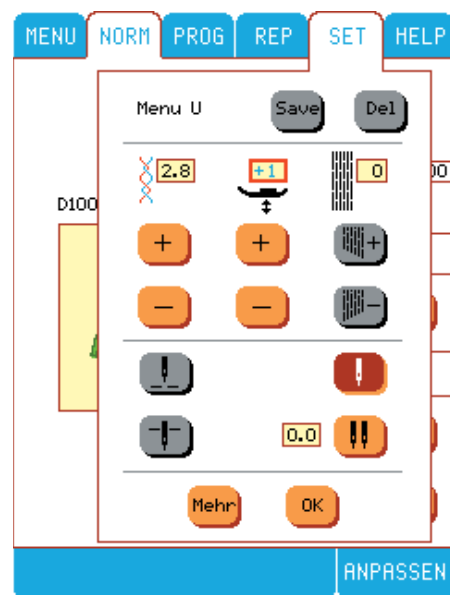 MENU NORM PROG REP SET HELP
Menu U Save Del
2.8 +1 0
D100
+ + +
- - -
0.0
Mehr OK
ANPASSEN